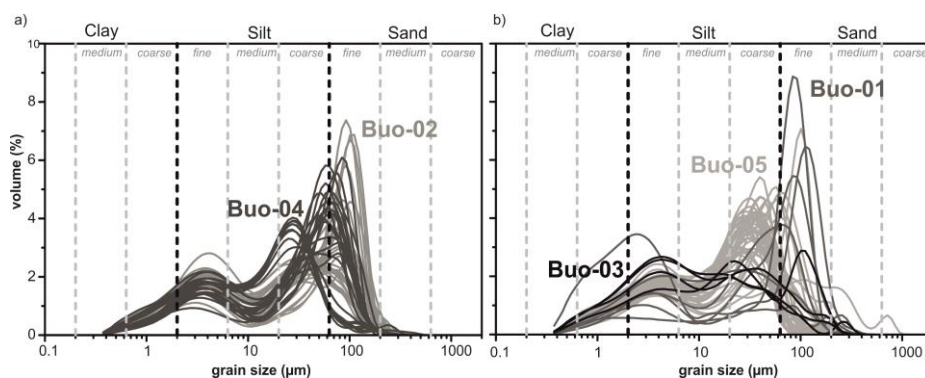 a)
Clay Silt Sand
medium coarse fine medium coarse fine medium coarse
10
8
6
4
2
0
volume (%)
Buo-02
Buo-04
0.1 1 10 100 1000
grain size (µm)
b)
Clay Silt Sand
medium coarse fine medium coarse fine medium coarse
Buo-01
Buo-05
Buo-03
0.1 1 10 100 1000
grain size (µm)